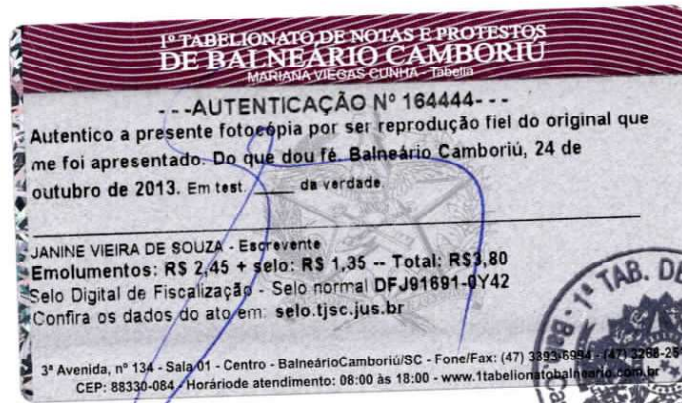 1º TABELIONATO DE NOTAS E PROTESTOS
DE BALNEÁRIO CAMBORIÚ
MARIANA VIEGAS CUNHA - Tabeliã
---AUTENTICAÇÃO Nº 164444---
Autentico a presente fotocópia por ser reprodução fiel do original que
me foi apresentado. Do que dou fé. Balneário Camboriú, 24 de
outubro de 2013. Em test. ____ da verdade.
JANINE VIEIRA DE SOUZA - Escrevente
Emolumentos: R$ 2,45 + selo: R$ 1,35 -- Total: R$3,80
Selo Digital de Fiscalização - Selo normal DFJ91691-0Y42
Confira os dados do ato em: selo.tjsc.jus.br
3ª Avenida, nº 134 - Sala 01 - Centro - BalneárioCamboriú/SC - Fone/Fax: (47) 3393-6994 - (47) 3268-25
CEP: 88330-084 - Horáriode atendimento: 08:00 às 18:00 - www.1tabelionatobalneario.com.br
1ª TAB. DE